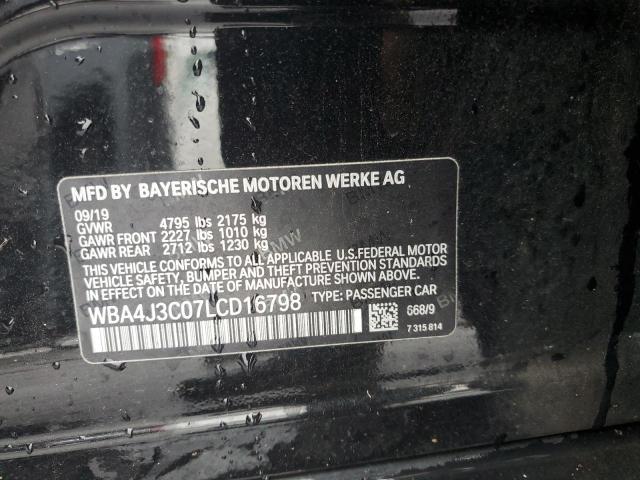 MFD BY BAYERISCHE MOTOREN WERKE AG
09/19
GVWR 4795 lbs 2175 kg
GAWR FRONT 2227 lbs 1010 kg
GAWR REAR 2712 lbs 1230 kg
THIS VEHICLE CONFORMS TO ALL APPLICABLE U.S.FEDERAL MOTOR
VEHICLE SAFETY, BUMPER AND THEFT PREVENTION STANDARDS
IN EFFECT ON THE DATE OF MANUFACTURE SHOWN ABOVE.
WBA4J3C07LCD16798 TYPE: PASSENGER CAR
668/9
7 315 814